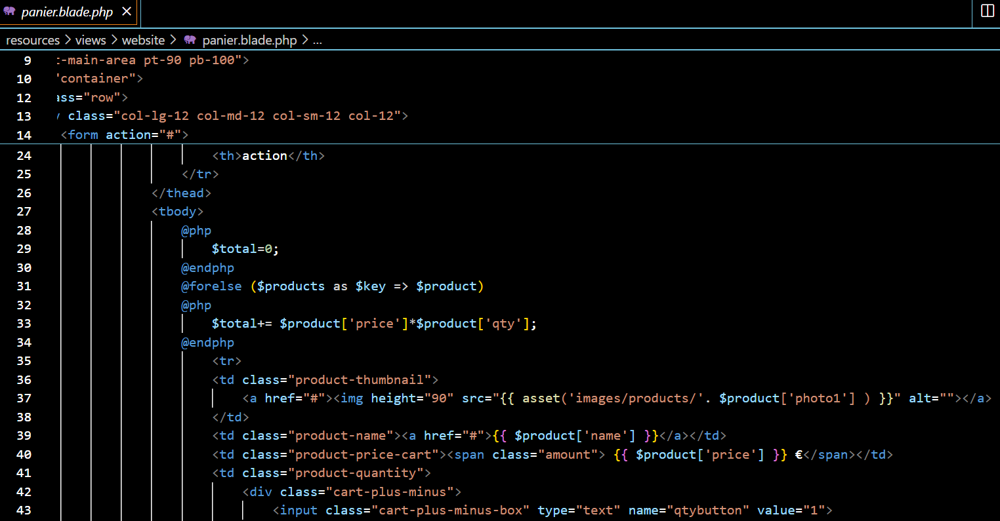 panier.blade.php
resources > views > website > panier.blade.php > ...
9 t-main-area pt-90 pb-100">
10 "container">
12 ass="row">
13 class="col-lg-12 col-md-12 col-sm-12 col-12">
14 <form action="#">
24 <th>action</th>
25 </tr>
26 </thead>
27 <tbody>
28 @php
29 $total=0;
30 @endphp
31 @forelse ($products as $key => $product)
32 @php
33 $total+= $product['price']*$product['qty'];
34 @endphp
35 <tr>
36 <td class="product-thumbnail">
37 <a href="#"><img height="90" src="{{ asset('images/products/'. $product['photo1'] ) }}" alt=""></a>
38 </td>
39 <td class="product-name"><a href="#">{{ $product['name'] }}</a></td>
40 <td class="product-price-cart"><span class="amount"> {{ $product['price'] }} €</span></td>
41 <td class="product-quantity">
42 <div class="cart-plus-minus">
43 <input class="cart-plus-minus-box" type="text" name="qtybutton" value="1">